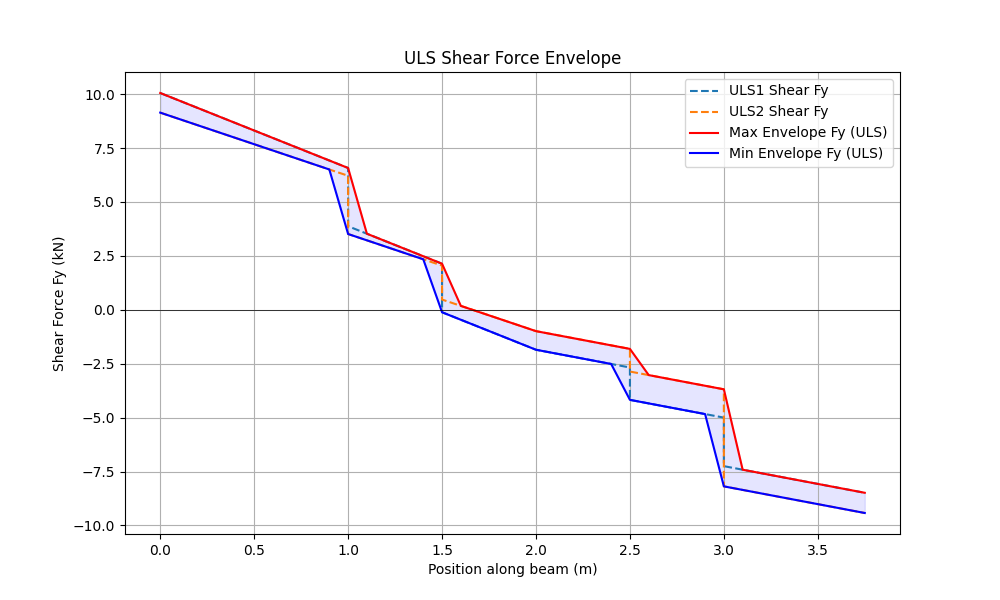 ULS Shear Force Envelope
ULS1 Shear Fy
ULS2 Shear Fy
Max Envelope Fy (ULS)
Min Envelope Fy (ULS)
Shear Force Fy (kN)
10.0
7.5
5.0
2.5
0.0
−2.5
−5.0
−7.5
−10.0
0.0 0.5 1.0 1.5 2.0 2.5 3.0 3.5
Position along beam (m)